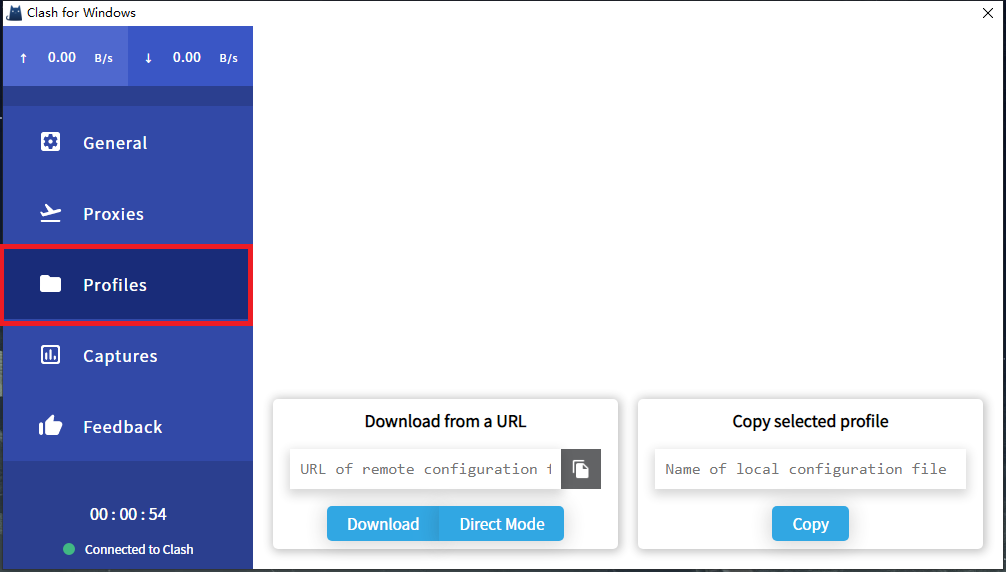 Clash for Windows
↑ 0.00 B/s ↓ 0.00 B/s
General
Proxies
Profiles
Captures
Feedback
00 : 00 : 54
Connected to Clash
Download from a URL
URL of remote configuration f
Download Direct Mode
Copy selected profile
Name of local configuration file
Copy